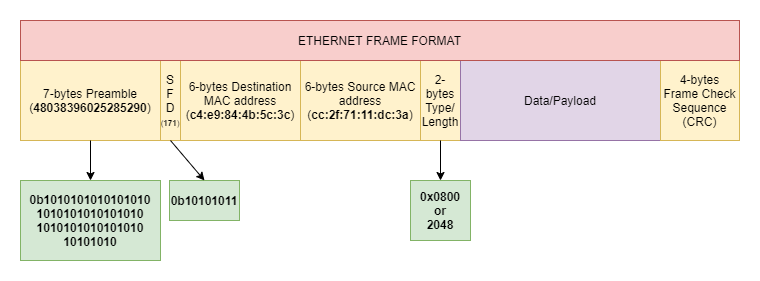 ETHERNET FRAME FORMAT
7-bytes Preamble
(48038396025285290)
S
F
D
(171)
6-bytes Destination
MAC address
(c4:e9:84:4b:5c:3c)
6-bytes Source MAC
address
(cc:2f:71:11:dc:3a)
2-
bytes
Type/
Length
Data/Payload
4-bytes
Frame Check
Sequence
(CRC)
0b1010101010101010
1010101010101010
1010101010101010
10101010
0b10101011
0x0800
or
2048